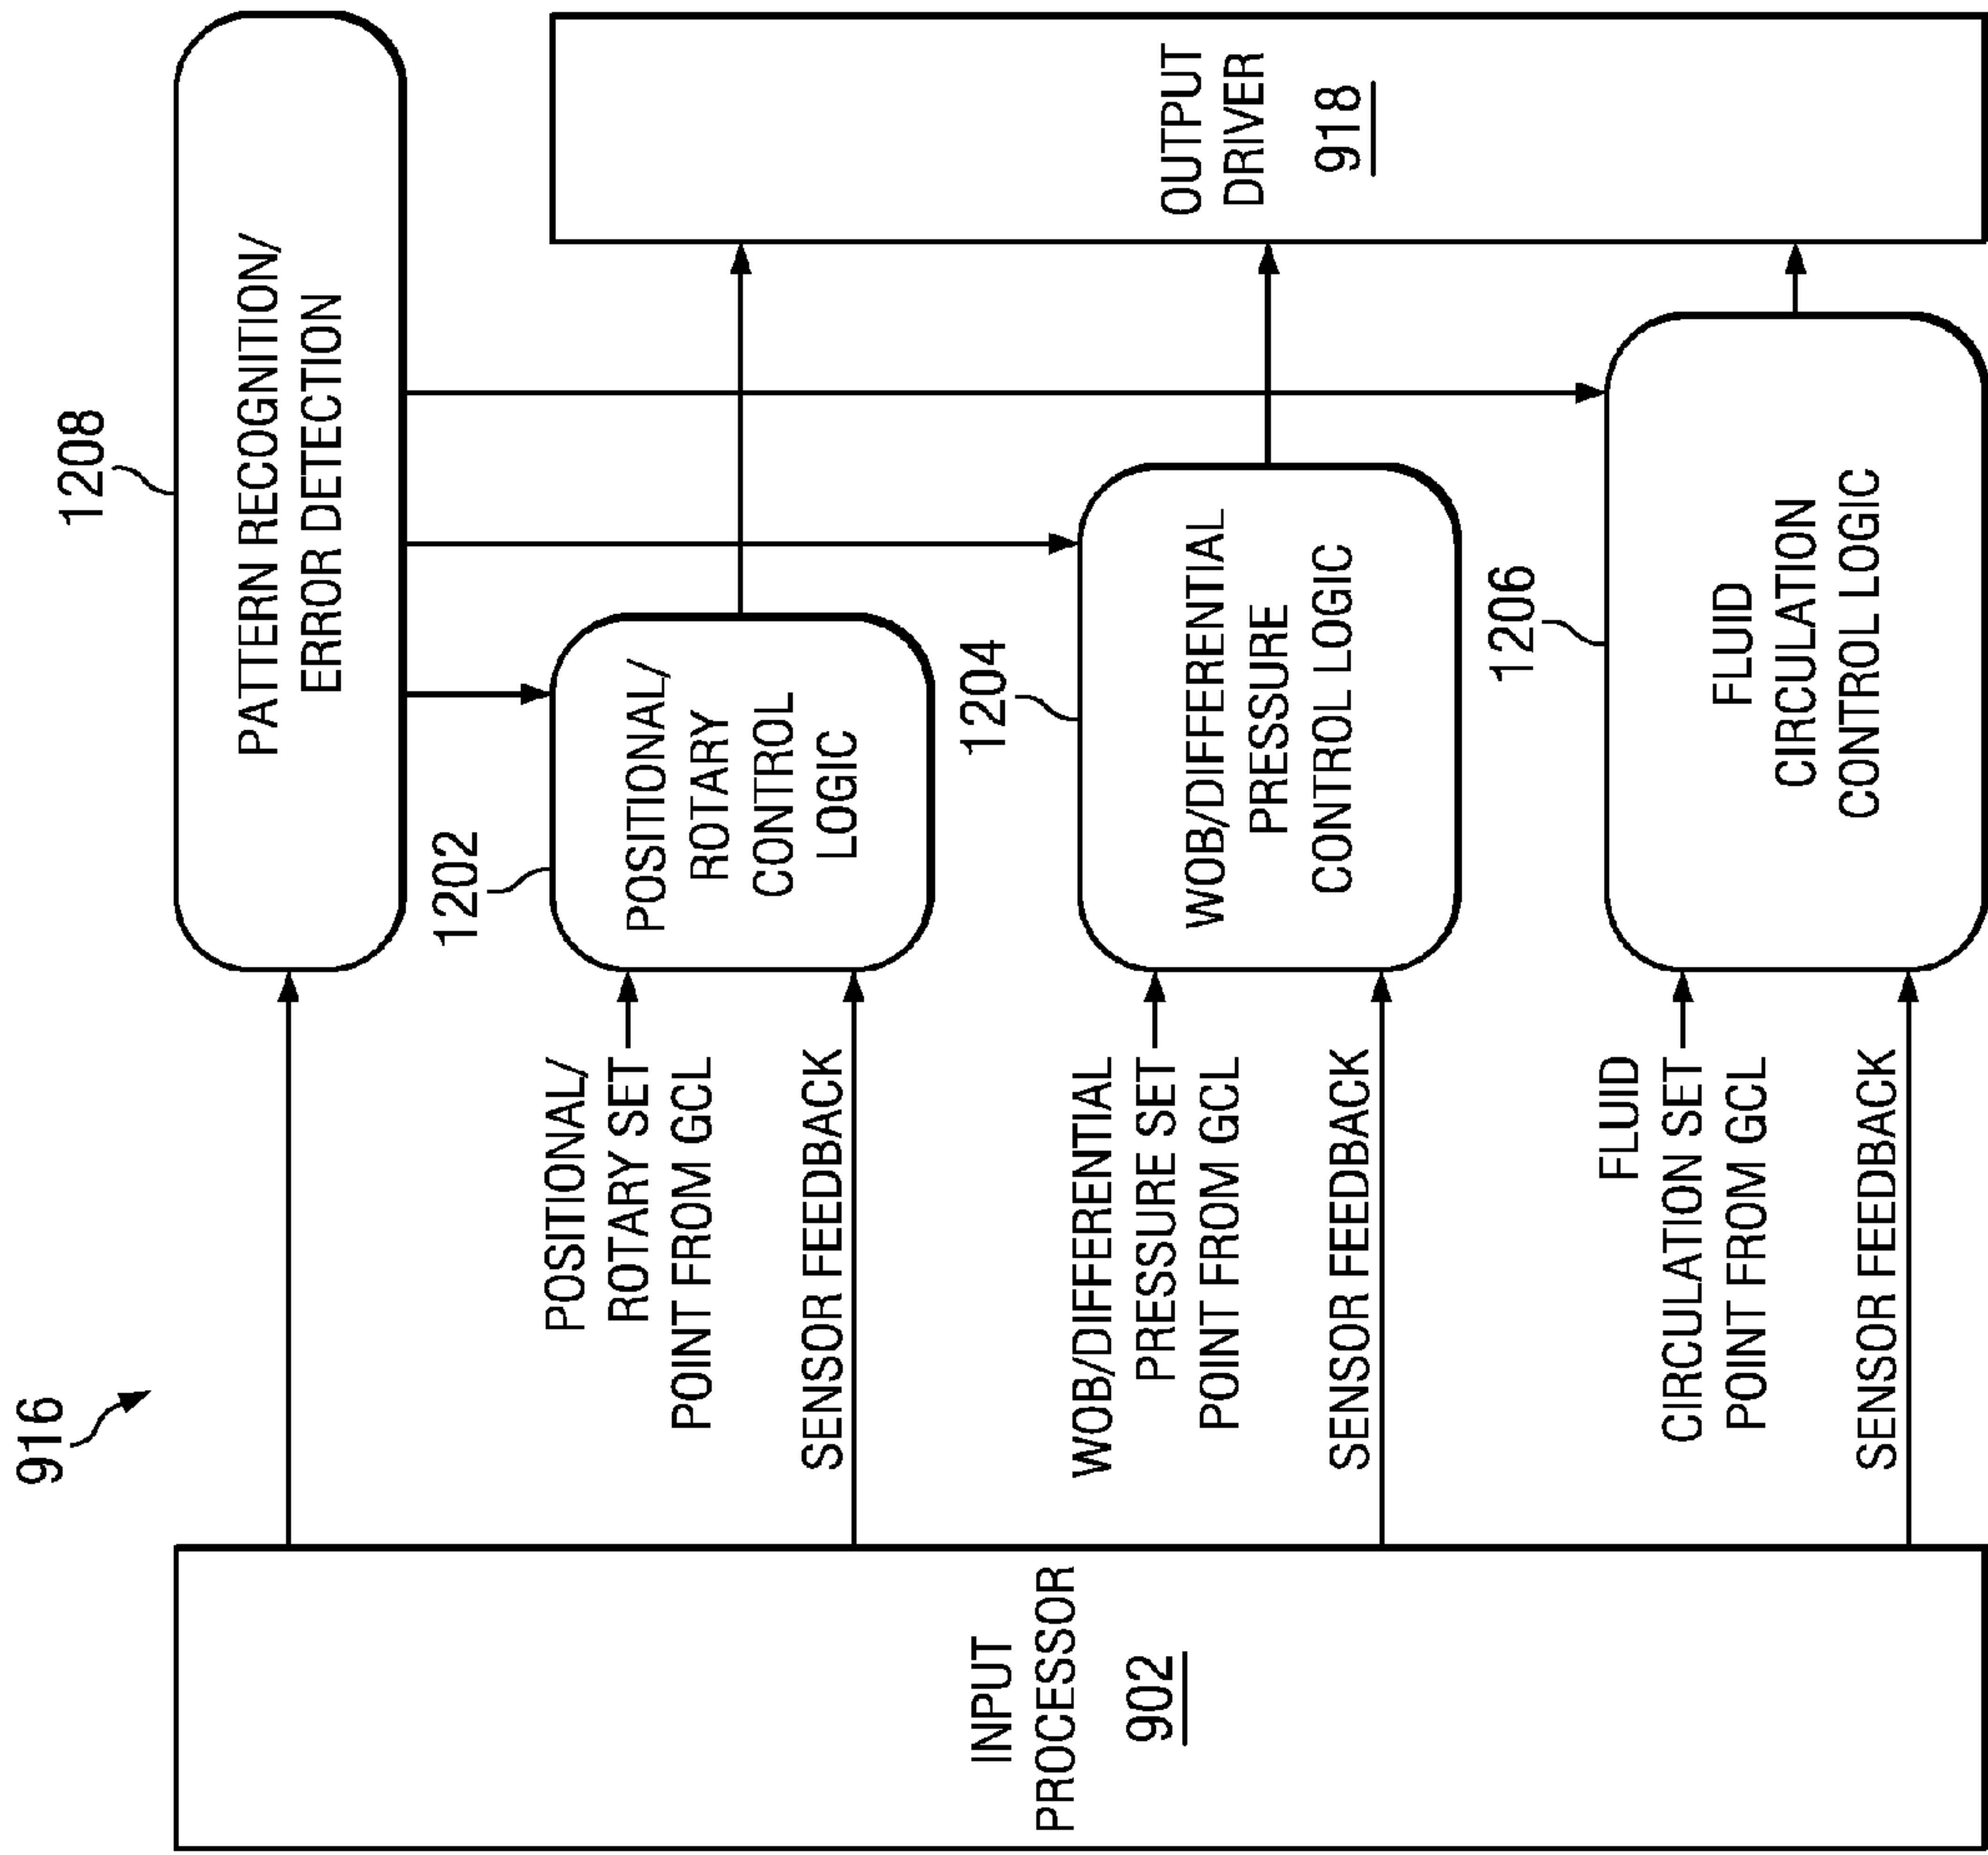 916
INPUT
PROCESSOR
902
1208
PATTERN RECOGNITION/
ERROR DETECTION
POSITIONAL/
ROTARY SET
POINT FROM GCL
SENSOR FEEDBACK
1202
POSITIONAL/
ROTARY
CONTROL
LOGIC
WOB/DIFFERENTIAL
PRESSURE SET
POINT FROM GCL
SENSOR FEEDBACK
1204
WOB/DIFFERENTIAL
PRESSURE
CONTROL LOGIC
FLUID
CIRCULATION SET
POINT FROM GCL
SENSOR FEEDBACK
1206
FLUID
CIRCULATION
CONTROL LOGIC
OUTPUT
DRIVER
918